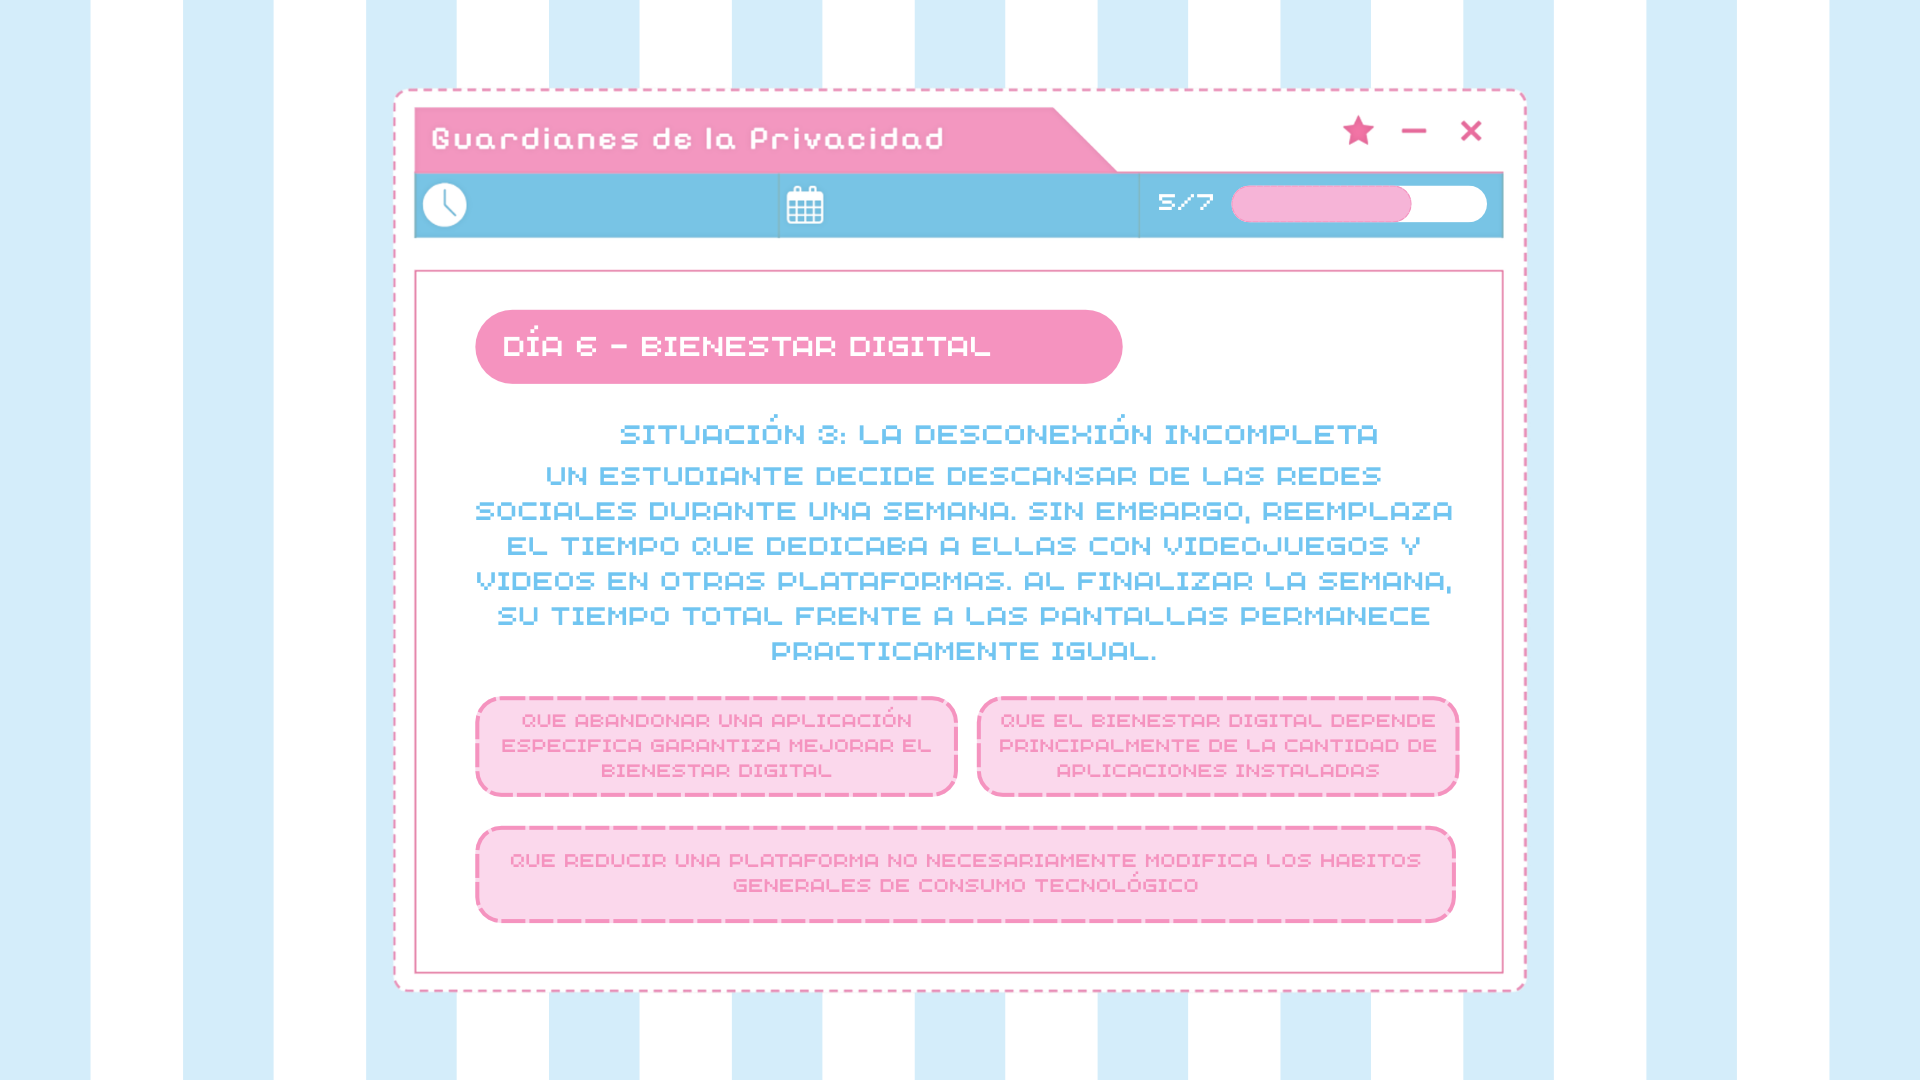 Guardianes de la Privacidad
5/7
DÍA 6 - BIENESTAR DIGITAL
SITUACIÓN 3: LA DESCONEXIÓN INCOMPLETA
UN ESTUDIANTE DECIDE DESCANSAR DE LAS REDES
SOCIALES DURANTE UNA SEMANA. SIN EMBARGO, REEMPLAZA
EL TIEMPO QUE DEDICABA A ELLAS CON VIDEOJUEGOS Y
VIDEOS EN OTRAS PLATAFORMAS. AL FINALIZAR LA SEMANA,
SU TIEMPO TOTAL FRENTE A LAS PANTALLAS PERMANECE
PRACTICAMENTE IGUAL.
QUE ABANDONAR UNA APLICACIÓN
ESPECIFICA GARANTIZA MEJORAR EL
BIENESTAR DIGITAL
QUE EL BIENESTAR DIGITAL DEPENDE
PRINCIPALMENTE DE LA CANTIDAD DE
APLICACIONES INSTALADAS
QUE REDUCIR UNA PLATAFORMA NO NECESARIAMENTE MODIFICA LOS HABITOS
GENERALES DE CONSUMO TECNOLÓGICO